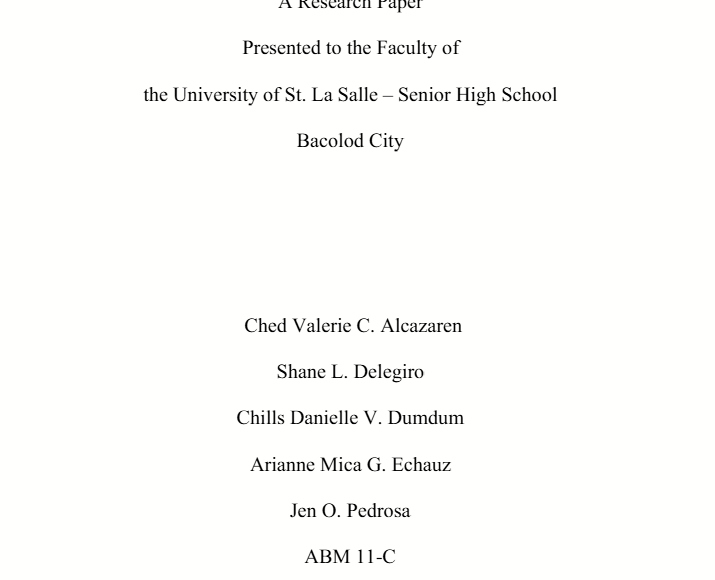 A Research Paper
Presented to the Faculty of
the University of St. La Salle – Senior High School
Bacolod City
Ched Valerie C. Alcazaren
Shane L. Delegiro
Chills Danielle V. Dumdum
Arianne Mica G. Echauz
Jen O. Pedrosa
ABM 11-C